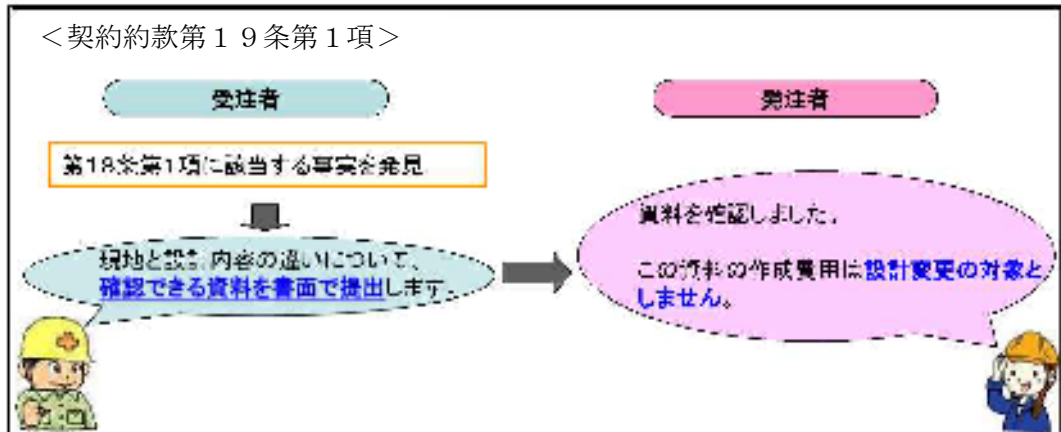 ＜契約約款第１９条第１項＞
受注者
発注者
第18条第1項に該当する事実を発見
現地と設計内容の違いについて、
確認できる資料を書面で提出します。
資料を確認しました。
この資料の作成費用は設計変更の対象と
しません。